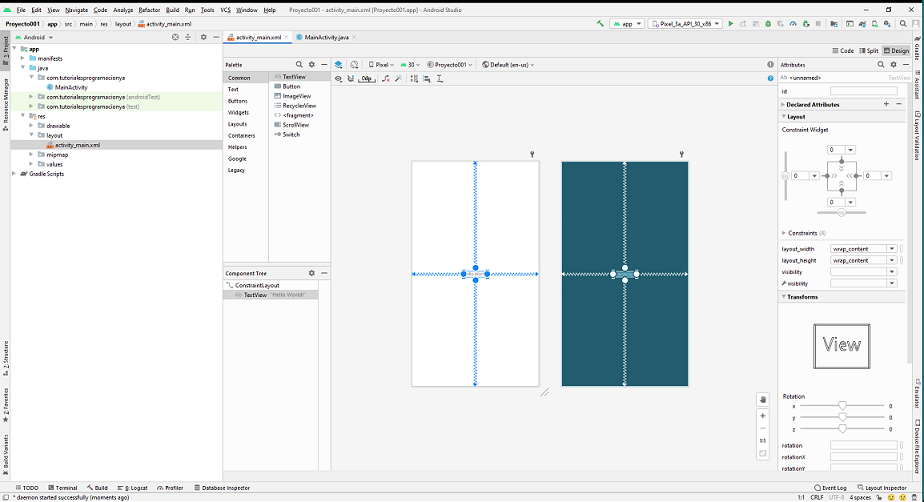 File Edit View Navigate Code Analyze Refactor Build Run Tools VCS Window Help Proyecto001 - activity_main.xml [Proyecto001.app] - Android Studio
Proyecto001 app src main res layout activity_main.xml
app Pixel_3a_API_30_x86
Android
activity_main.xml MainActivity.java
Code Split Design
1: Project
Resource Manager
Z: Structure
2: Favorites
Build Variants
app
manifests
java
com.tutorialesprogramacionya
MainActivity
com.tutorialesprogramacionya (androidTest)
com.tutorialesprogramacionya (test)
res
drawable
layout
activity_main.xml
mipmap
values
Gradle Scripts
Palette
Common
Text
Buttons
Widgets
Layouts
Containers
Helpers
Google
Legacy
TextView
Button
ImageView
RecyclerView
<fragment>
ScrollView
Switch
Component Tree
ConstraintLayout
TextView "Hello World!"
Pixel 30 Proyecto001 Default (en-us)
0dp
1:1
Attributes
<unnamed> TextView
id
Declared Attributes
Layout
Constraint Widget
0
0 0
0
Constraints (4)
layout_width wrap_content
layout_height wrap_content
visibility
visibility
Transforms
View
Rotation
x 0
y 0
z 0
rotation
rotationX
rotationY
Gradle
Assistant
Layout Validation
Emulator
Device File Explorer
TODO Terminal Build 6: Logcat Profiler Database Inspector Event Log Layout Inspector
* daemon started successfully (moments ago) 1:1 CRLF UTF-8 4 spaces